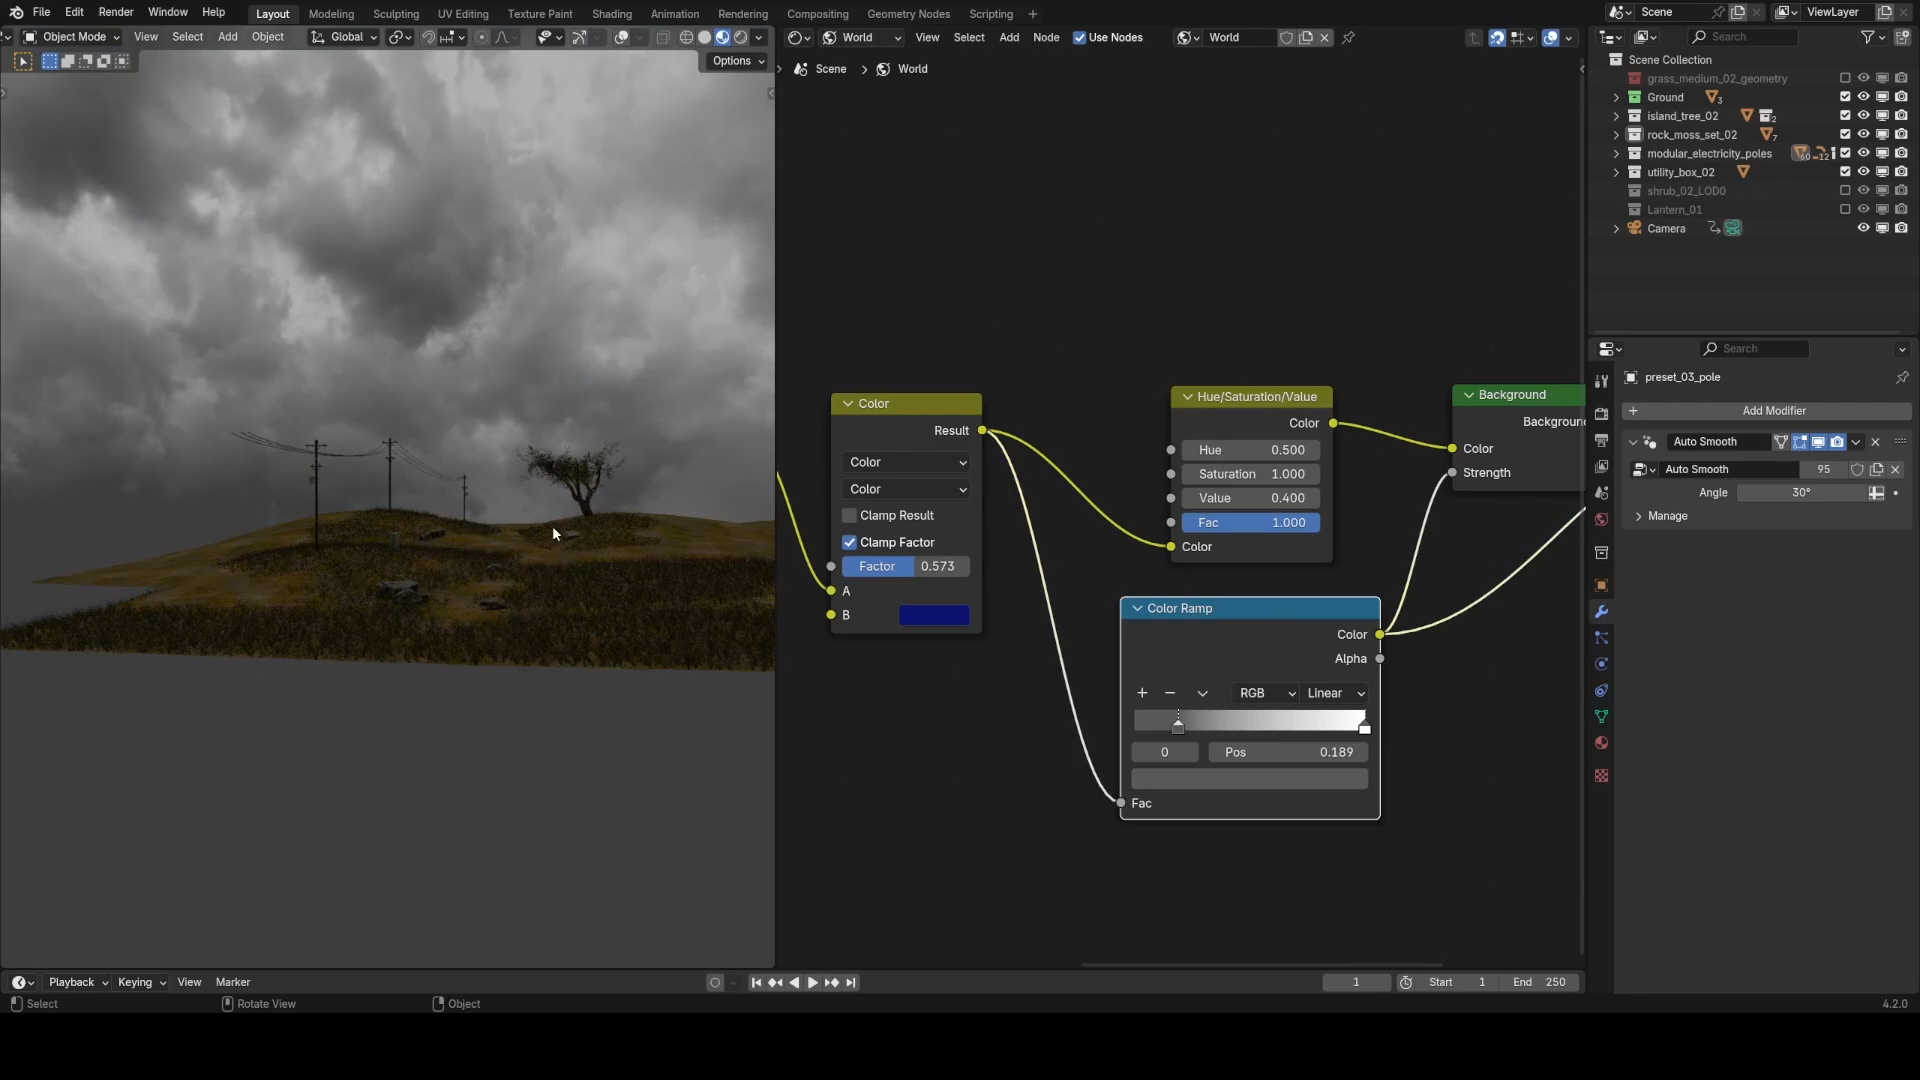 File Edit Render Window Help Layout Modeling Sculpting UV Editing Texture Paint Shading Animation Rendering Compositing Geometry Nodes Scripting + Scene ViewLayer
Object Mode View Select Add Object Global World View Select Add Node Use Nodes World Search
Options
Scene > World
Scene Collection
grass_medium_02_geometry
Ground 3
island_tree_02 2
rock_moss_set_02 7
modular_electricity_poles 60 12
utility_box_02
shrub_02_LOD0
Lantern_01
Camera
Search
preset_03_pole
+ Add Modifier
Auto Smooth
Auto Smooth 95
Angle 30°
Manage
Color
Result
Color
Color
Clamp Result
Clamp Factor
Factor 0.573
A
B
Hue/Saturation/Value
Color
Hue 0.500
Saturation 1.000
Value 0.400
Fac 1.000
Color
Background
Background
Color
Strength
Color Ramp
Color
Alpha
+ − RGB Linear
0 Pos 0.189
Fac
Playback Keying View Marker 1 Start 1 End 250
Select Rotate View Object 4.2.0